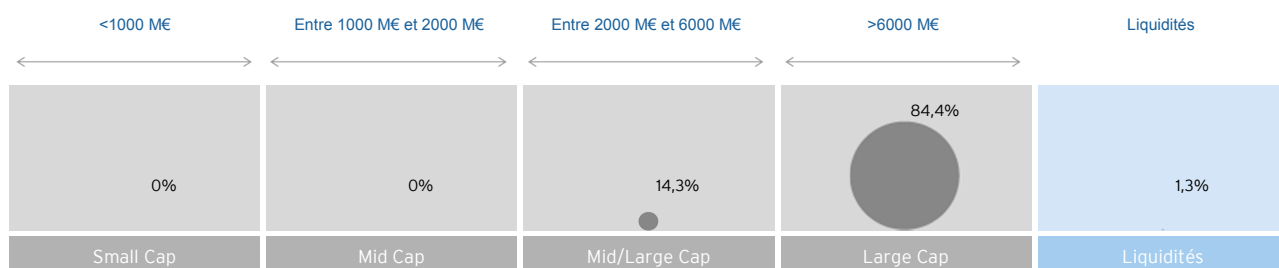 <1000 M€
Entre 1000 M€ et 2000 M€
Entre 2000 M€ et 6000 M€
>6000 M€
Liquidités
84,4%
0%
0%
14,3%
1,3%
Small Cap
Mid Cap
Mid/Large Cap
Large Cap
Liquidités